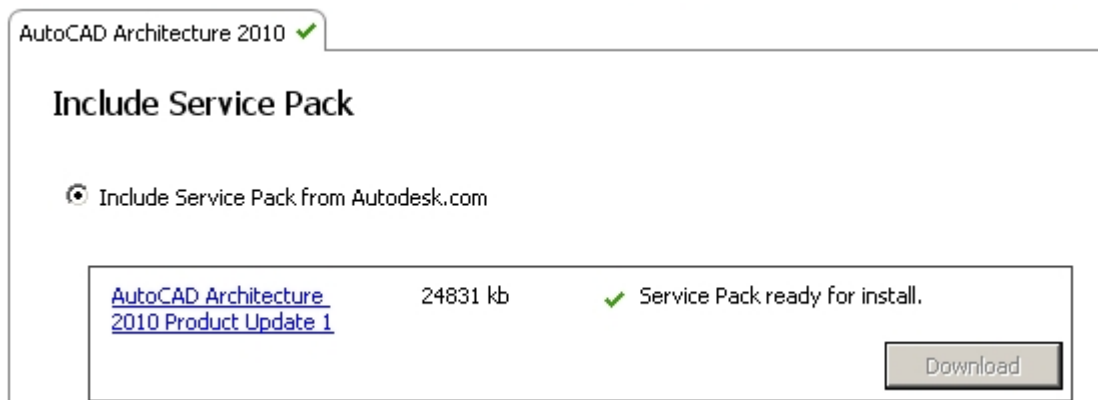 AutoCAD Architecture 2010
Include Service Pack
Include Service Pack from Autodesk.com
AutoCAD Architecture 24831 kb Service Pack ready for install.
2010 Product Update 1
Download